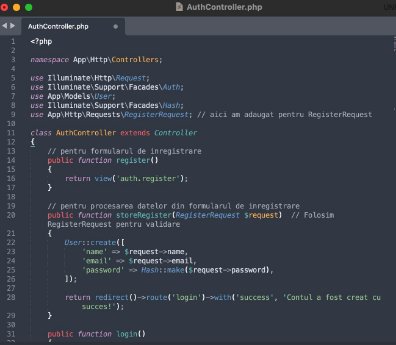 AuthController.php
AuthController.php
1 <?php
2
3 namespace App\Http\Controllers;
4
5 use Illuminate\Http\Request;
6 use Illuminate\Support\Facades\Auth;
7 use App\Models\User;
8 use Illuminate\Support\Facades\Hash;
9 use App\Http\Requests\RegisterRequest; // aici am adaugat pentru RegisterRequest
10
11 class AuthController extends Controller
12 {
13 // pentru formularul de inregistrare
14 public function register()
15 {
16 return view('auth.register');
17 }
18
19 // pentru procesarea datelor din formularul de inregistrare
20 public function storeRegister(RegisterRequest $request) // Folosim
RegisterRequest pentru validare
21 {
22 User::create([
23 'name' => $request->name,
24 'email' => $request->email,
25 'password' => Hash::make($request->password),
26 ]);
27
28 return redirect()->route('login')->with('success', 'Contul a fost creat cu
succes!');
29 }
30
31 public function login()
32 {